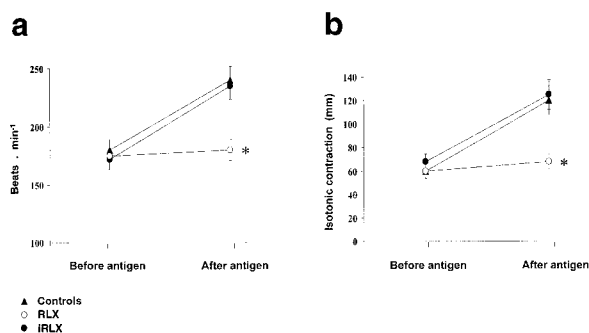 a
b
Beats . min-1
250
200
150
100
Before antigen
After antigen
*
Isotonic contraction (mm)
140
120
100
80
60
40
20
0
Before antigen
After antigen
*
Controls
RLX
iRLX